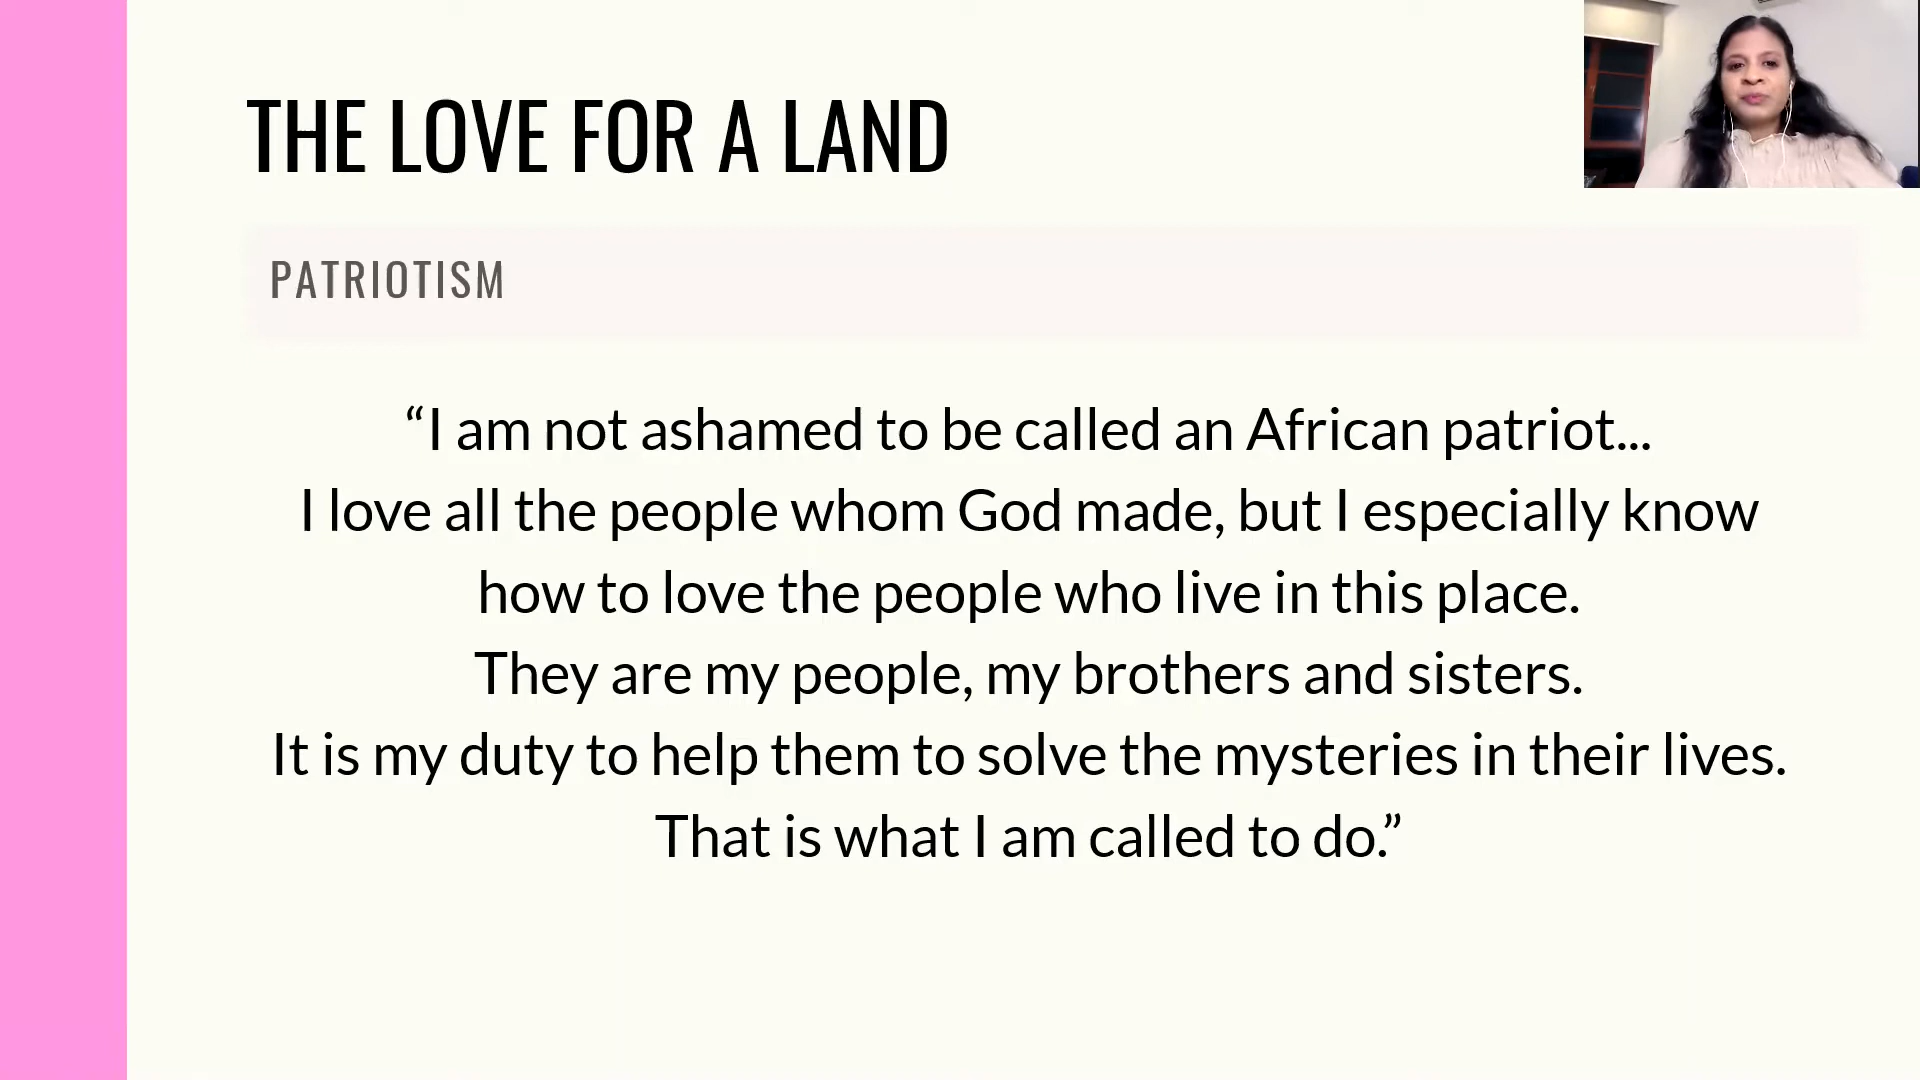 THE LOVE FOR A LAND
PATRIOTISM
“I am not ashamed to be called an African patriot...
I love all the people whom God made, but I especially know
how to love the people who live in this place.
They are my people, my brothers and sisters.
It is my duty to help them to solve the mysteries in their lives.
That is what I am called to do.”